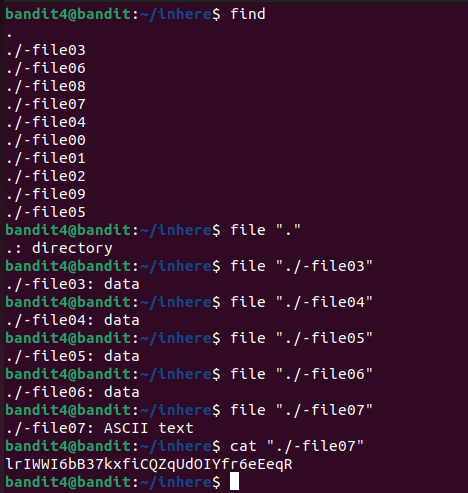 bandit4@bandit:~/inhere$ find
.
./-file03
./-file06
./-file08
./-file07
./-file04
./-file00
./-file01
./-file02
./-file09
./-file05
bandit4@bandit:~/inhere$ file "."
.: directory
bandit4@bandit:~/inhere$ file "./-file03"
./-file03: data
bandit4@bandit:~/inhere$ file "./-file04"
./-file04: data
bandit4@bandit:~/inhere$ file "./-file05"
./-file05: data
bandit4@bandit:~/inhere$ file "./-file06"
./-file06: data
bandit4@bandit:~/inhere$ file "./-file07"
./-file07: ASCII text
bandit4@bandit:~/inhere$ cat "./-file07"
lrIWWI6bB37kxfiCQZqUdOIYfr6eEeqR
bandit4@bandit:~/inhere$